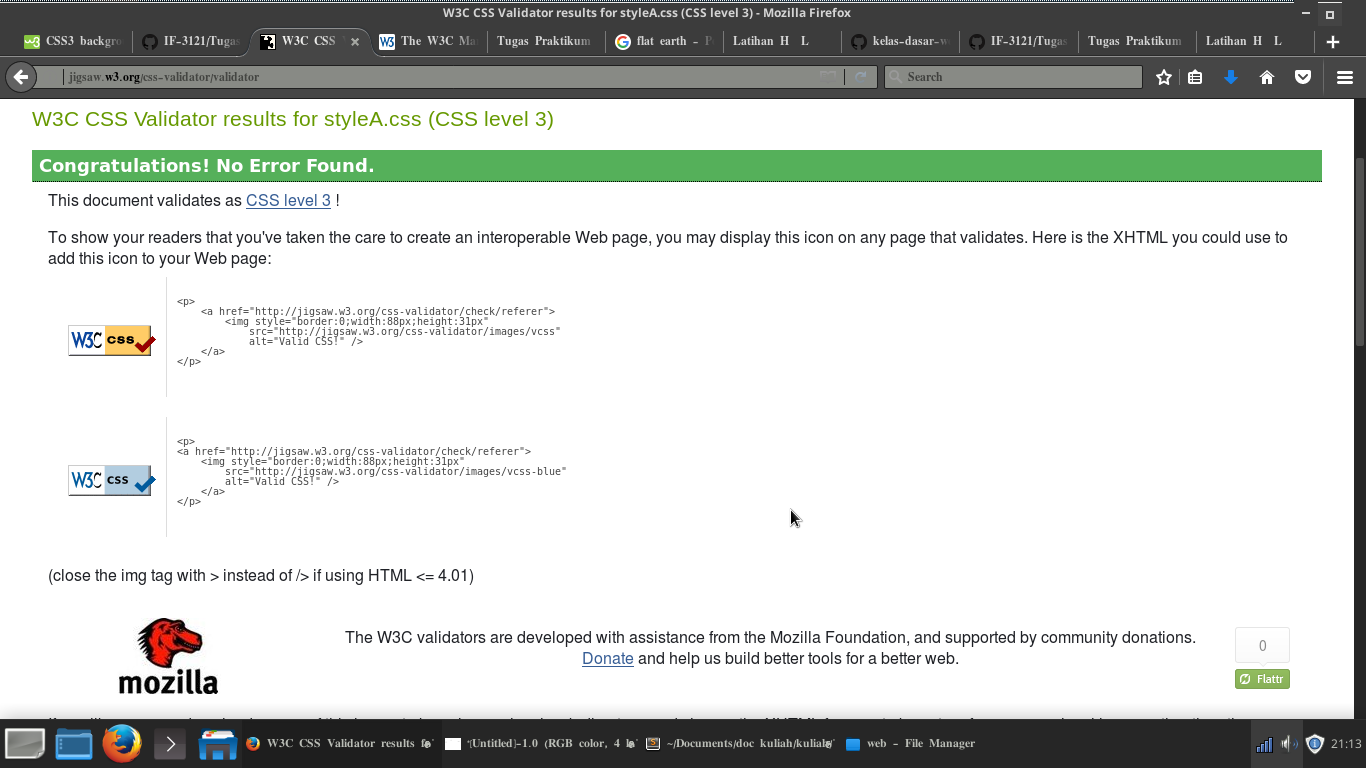 W3C CSS Validator results for styleA.css (CSS level 3) - Mozilla Firefox
CSS3 backgro
IF-3121/Tugas
W3C CSS
The W3C Ma
Tugas Praktikum
flat earth - P
Latihan H L
kelas-dasar-w
IF-3121/Tugas
Tugas Praktikum
Latihan H L
jigsaw.w3.org/css-validator/validator
Search
W3C CSS Validator results for styleA.css (CSS level 3)
Congratulations! No Error Found.
This document validates as CSS level 3 !
To show your readers that you've taken the care to create an interoperable Web page, you may display this icon on any page that validates. Here is the XHTML you could use to
add this icon to your Web page:
W3C css
<p>
<a href="http://jigsaw.w3.org/css-validator/check/referer">
<img style="border:0;width:88px;height:31px"
src="http://jigsaw.w3.org/css-validator/images/vcss"
alt="Valid CSS!" />
</a>
</p>
W3C css
<p>
<a href="http://jigsaw.w3.org/css-validator/check/referer">
<img style="border:0;width:88px;height:31px"
src="http://jigsaw.w3.org/css-validator/images/vcss-blue"
alt="Valid CSS!" />
</a>
</p>
(close the img tag with > instead of /> if using HTML <= 4.01)
mozilla
The W3C validators are developed with assistance from the Mozilla Foundation, and supported by community donations.
Donate and help us build better tools for a better web.
0
Flattr
W3C CSS Validator results f
[Untitled]-1.0 (RGB color, 4 l
~/Documents/doc kuliah/kulia
web - File Manager
21:13